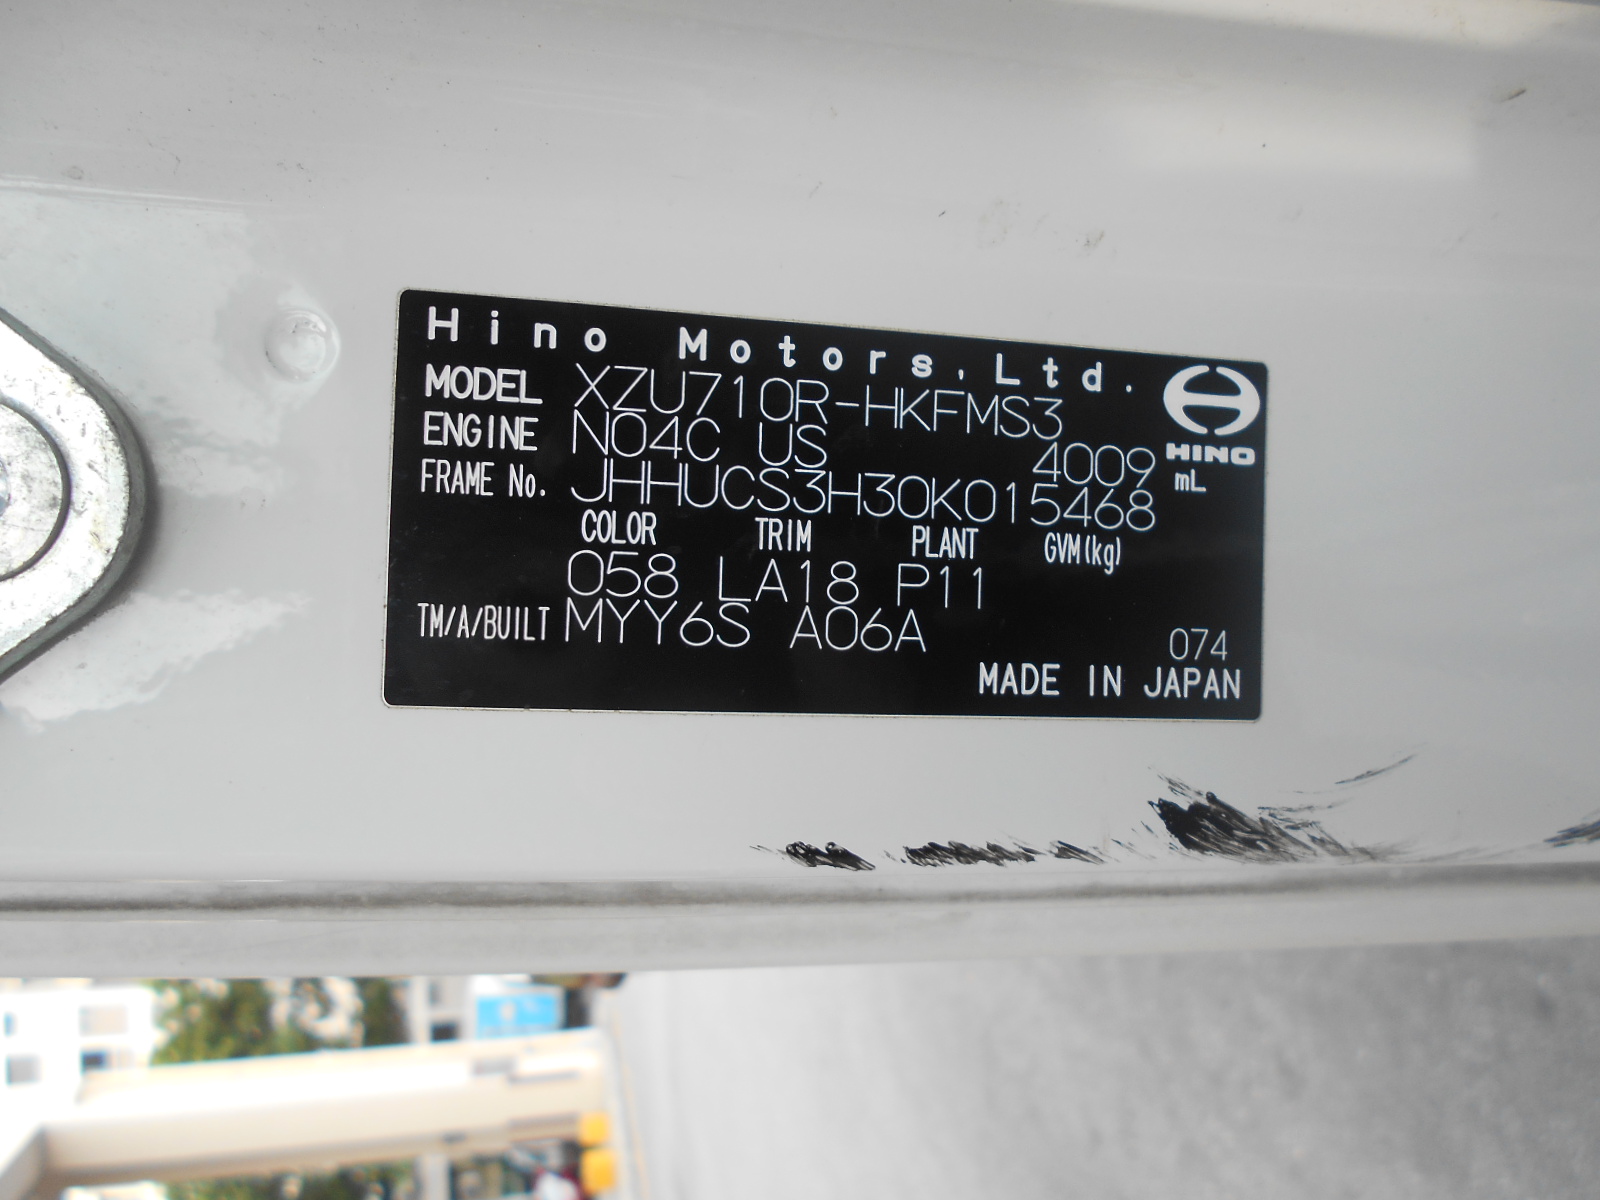 Hino Motors, Ltd.
MODEL XZU710R-HKFMS3
ENGINE N04C US 4009 mL
HINO
FRAME No. JHHUCS3H30K015468
COLOR TRIM PLANT GVM(kg)
058 LA18 P11
TM/A/BUILT MYY6S A06A
074
MADE IN JAPAN